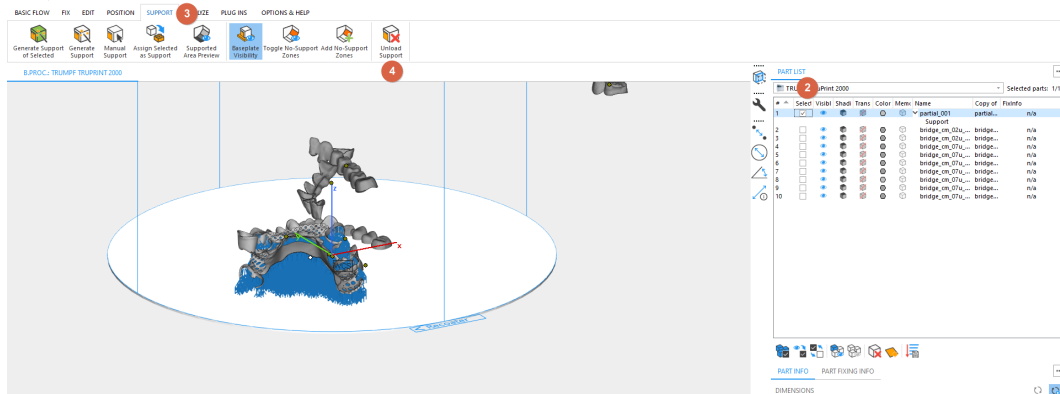 BASIC FLOW FIX EDIT POSITION SUPPORT 3 YZE PLUG INS OPTIONS & HELP
Generate Support of Selected
Generate Support
Manual Support
Assign Selected as Support
Supported Area Preview
Baseplate Visibility
Toggle No-Support Zones
Add No-Support Zones
Unload Support
4
TRUMPF TRUPRINT 2000
PART LIST
TRU 2 uPrint 2000 Selected parts: 1/1
# ^ Selec Visibi Shadi Trans Color Mem Name Copy of FixInfo
1 partial_001 partial... n/a
Support
2 bridge_cm_02u_... bridge... n/a
3 bridge_cm_02u_... bridge... n/a
4 bridge_cm_07u_... bridge... n/a
5 bridge_cm_07u_... bridge... n/a
6 bridge_cm_07u_... bridge... n/a
7 bridge_cm_07u_... bridge... n/a
8 bridge_cm_07u_... bridge... n/a
9 bridge_cm_07u_... bridge... n/a
10 bridge_cm_07u_... bridge... n/a
z
x
PART INFO PART FIXING INFO
DIMENSIONS